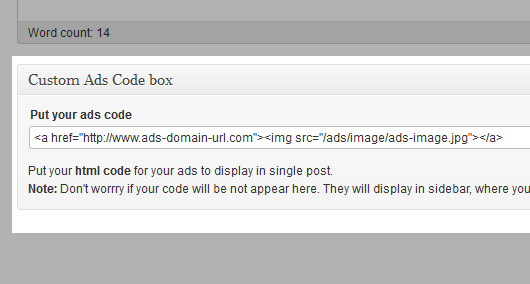 Word count: 14
Custom Ads Code box
Put your ads code
<a href="http://www.ads-domain-url.com"><img src="/ads/image/ads-image.jpg"></a>
Put your html code for your ads to display in single post.
Note: Don't worrry if your code will be not appear here. They will display in sidebar, where you